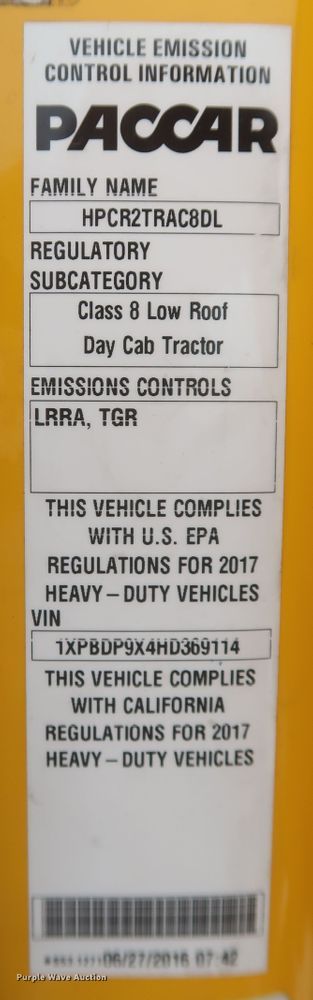 VEHICLE EMISSION
CONTROL INFORMATION
PACCAR
FAMILY NAME
HPCR2TRAC8DL
REGULATORY
SUBCATEGORY
Class 8 Low Roof
Day Cab Tractor
EMISSIONS CONTROLS
LRRA, TGR
THIS VEHICLE COMPLIES
WITH U.S. EPA
REGULATIONS FOR 2017
HEAVY – DUTY VEHICLES
VIN
1XPBDP9X4HD369114
THIS VEHICLE COMPLIES
WITH CALIFORNIA
REGULATIONS FOR 2017
HEAVY – DUTY VEHICLES
06/27/2016 07:42
Purple Wave Auction